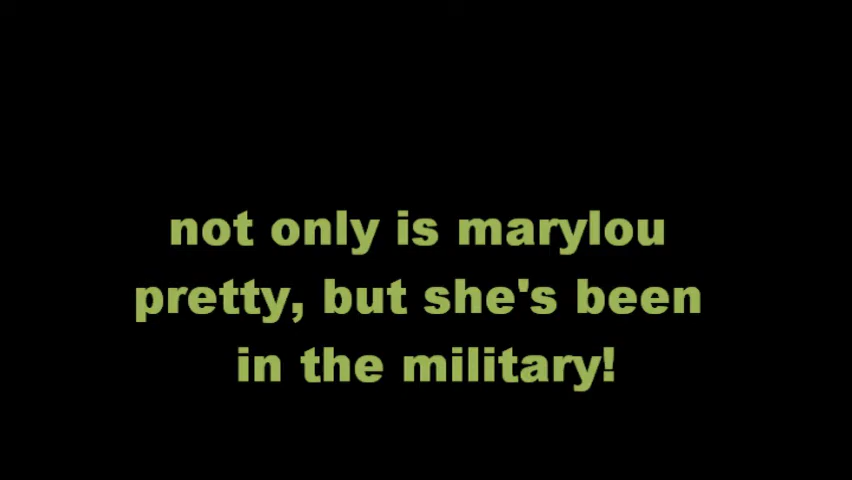 not only is marylou
pretty, but she's been
in the military!